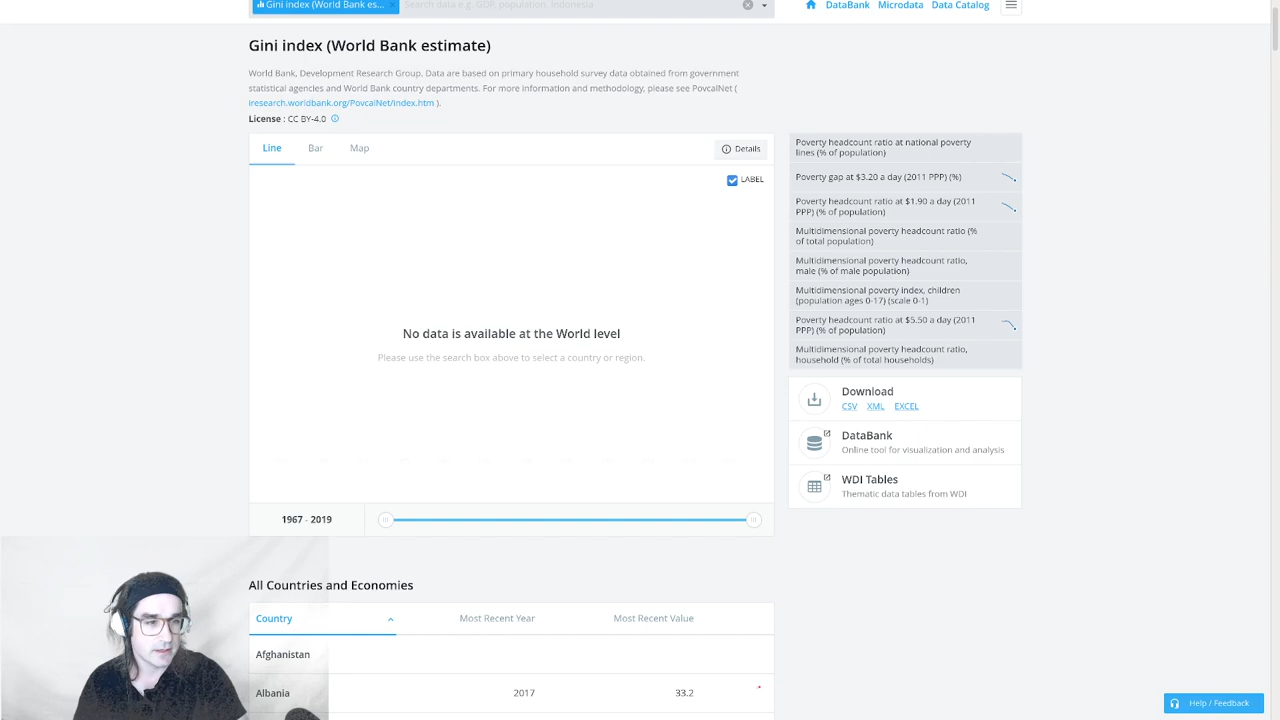 Gini index (World Bank es... ×
Search data e.g. GDP, population, Indonesia
DataBank Microdata Data Catalog
Gini index (World Bank estimate)
World Bank, Development Research Group. Data are based on primary household survey data obtained from government
statistical agencies and World Bank country departments. For more information and methodology, please see PovcalNet (
iresearch.worldbank.org/PovcalNet/index.htm ).
License : CC BY-4.0
Line Bar Map
Details
LABEL
No data is available at the World level
Please use the search box above to select a country or region.
1967 - 2019
Poverty headcount ratio at national poverty
lines (% of population)
Poverty gap at $3.20 a day (2011 PPP) (%)
Poverty headcount ratio at $1.90 a day (2011
PPP) (% of population)
Multidimensional poverty headcount ratio (%
of total population)
Multidimensional poverty headcount ratio,
male (% of male population)
Multidimensional poverty index, children
(population ages 0-17) (scale 0-1)
Poverty headcount ratio at $5.50 a day (2011
PPP) (% of population)
Multidimensional poverty headcount ratio,
household (% of total households)
Download
CSV XML EXCEL
DataBank
Online tool for visualization and analysis
WDI Tables
Thematic data tables from WDI
All Countries and Economies
Country Most Recent Year Most Recent Value
Afghanistan
Albania 2017 33.2
Help / Feedback